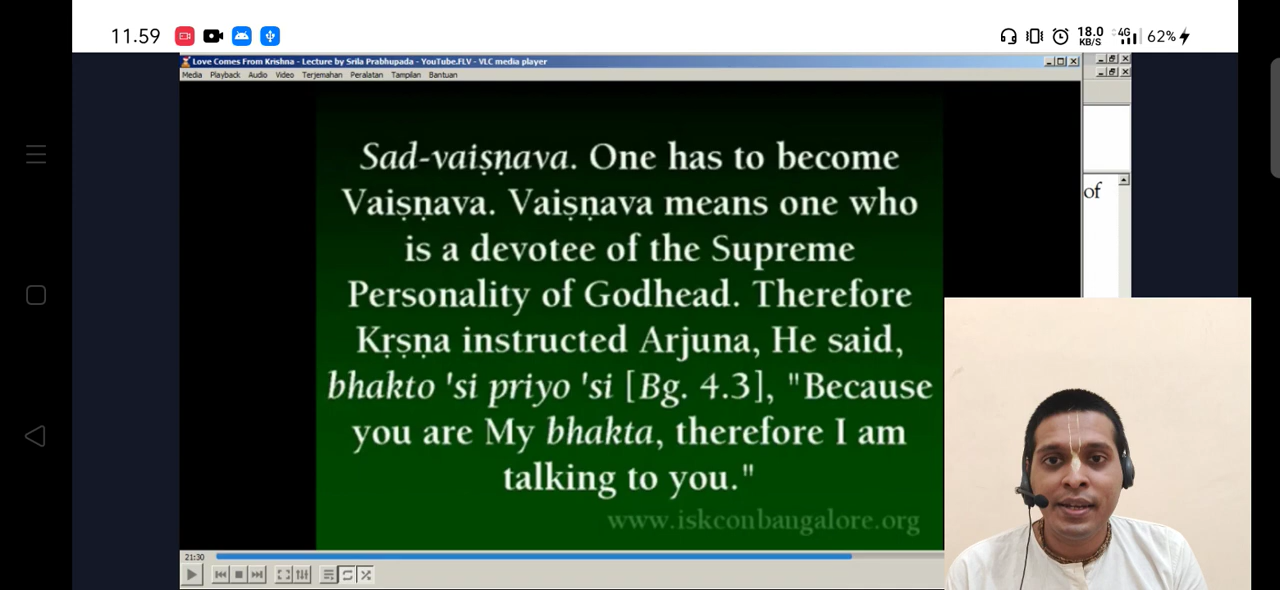 11.59
18.0
KB/S
4G
62%
Love Comes From Krishna - Lecture by Srila Prabhupada - YouTube.FLV - VLC media player
Media Playback Audio Video Terjemahan Peralatan Tampilan Bantuan
Sad-vaiṣṇava. One has to become
Vaiṣṇava. Vaiṣṇava means one who
is a devotee of the Supreme
Personality of Godhead. Therefore
Kṛṣṇa instructed Arjuna, He said,
bhakto 'si priyo 'si [Bg. 4.3], "Because
you are My bhakta, therefore I am
talking to you."
of
www.iskconbangalore.org
21:30